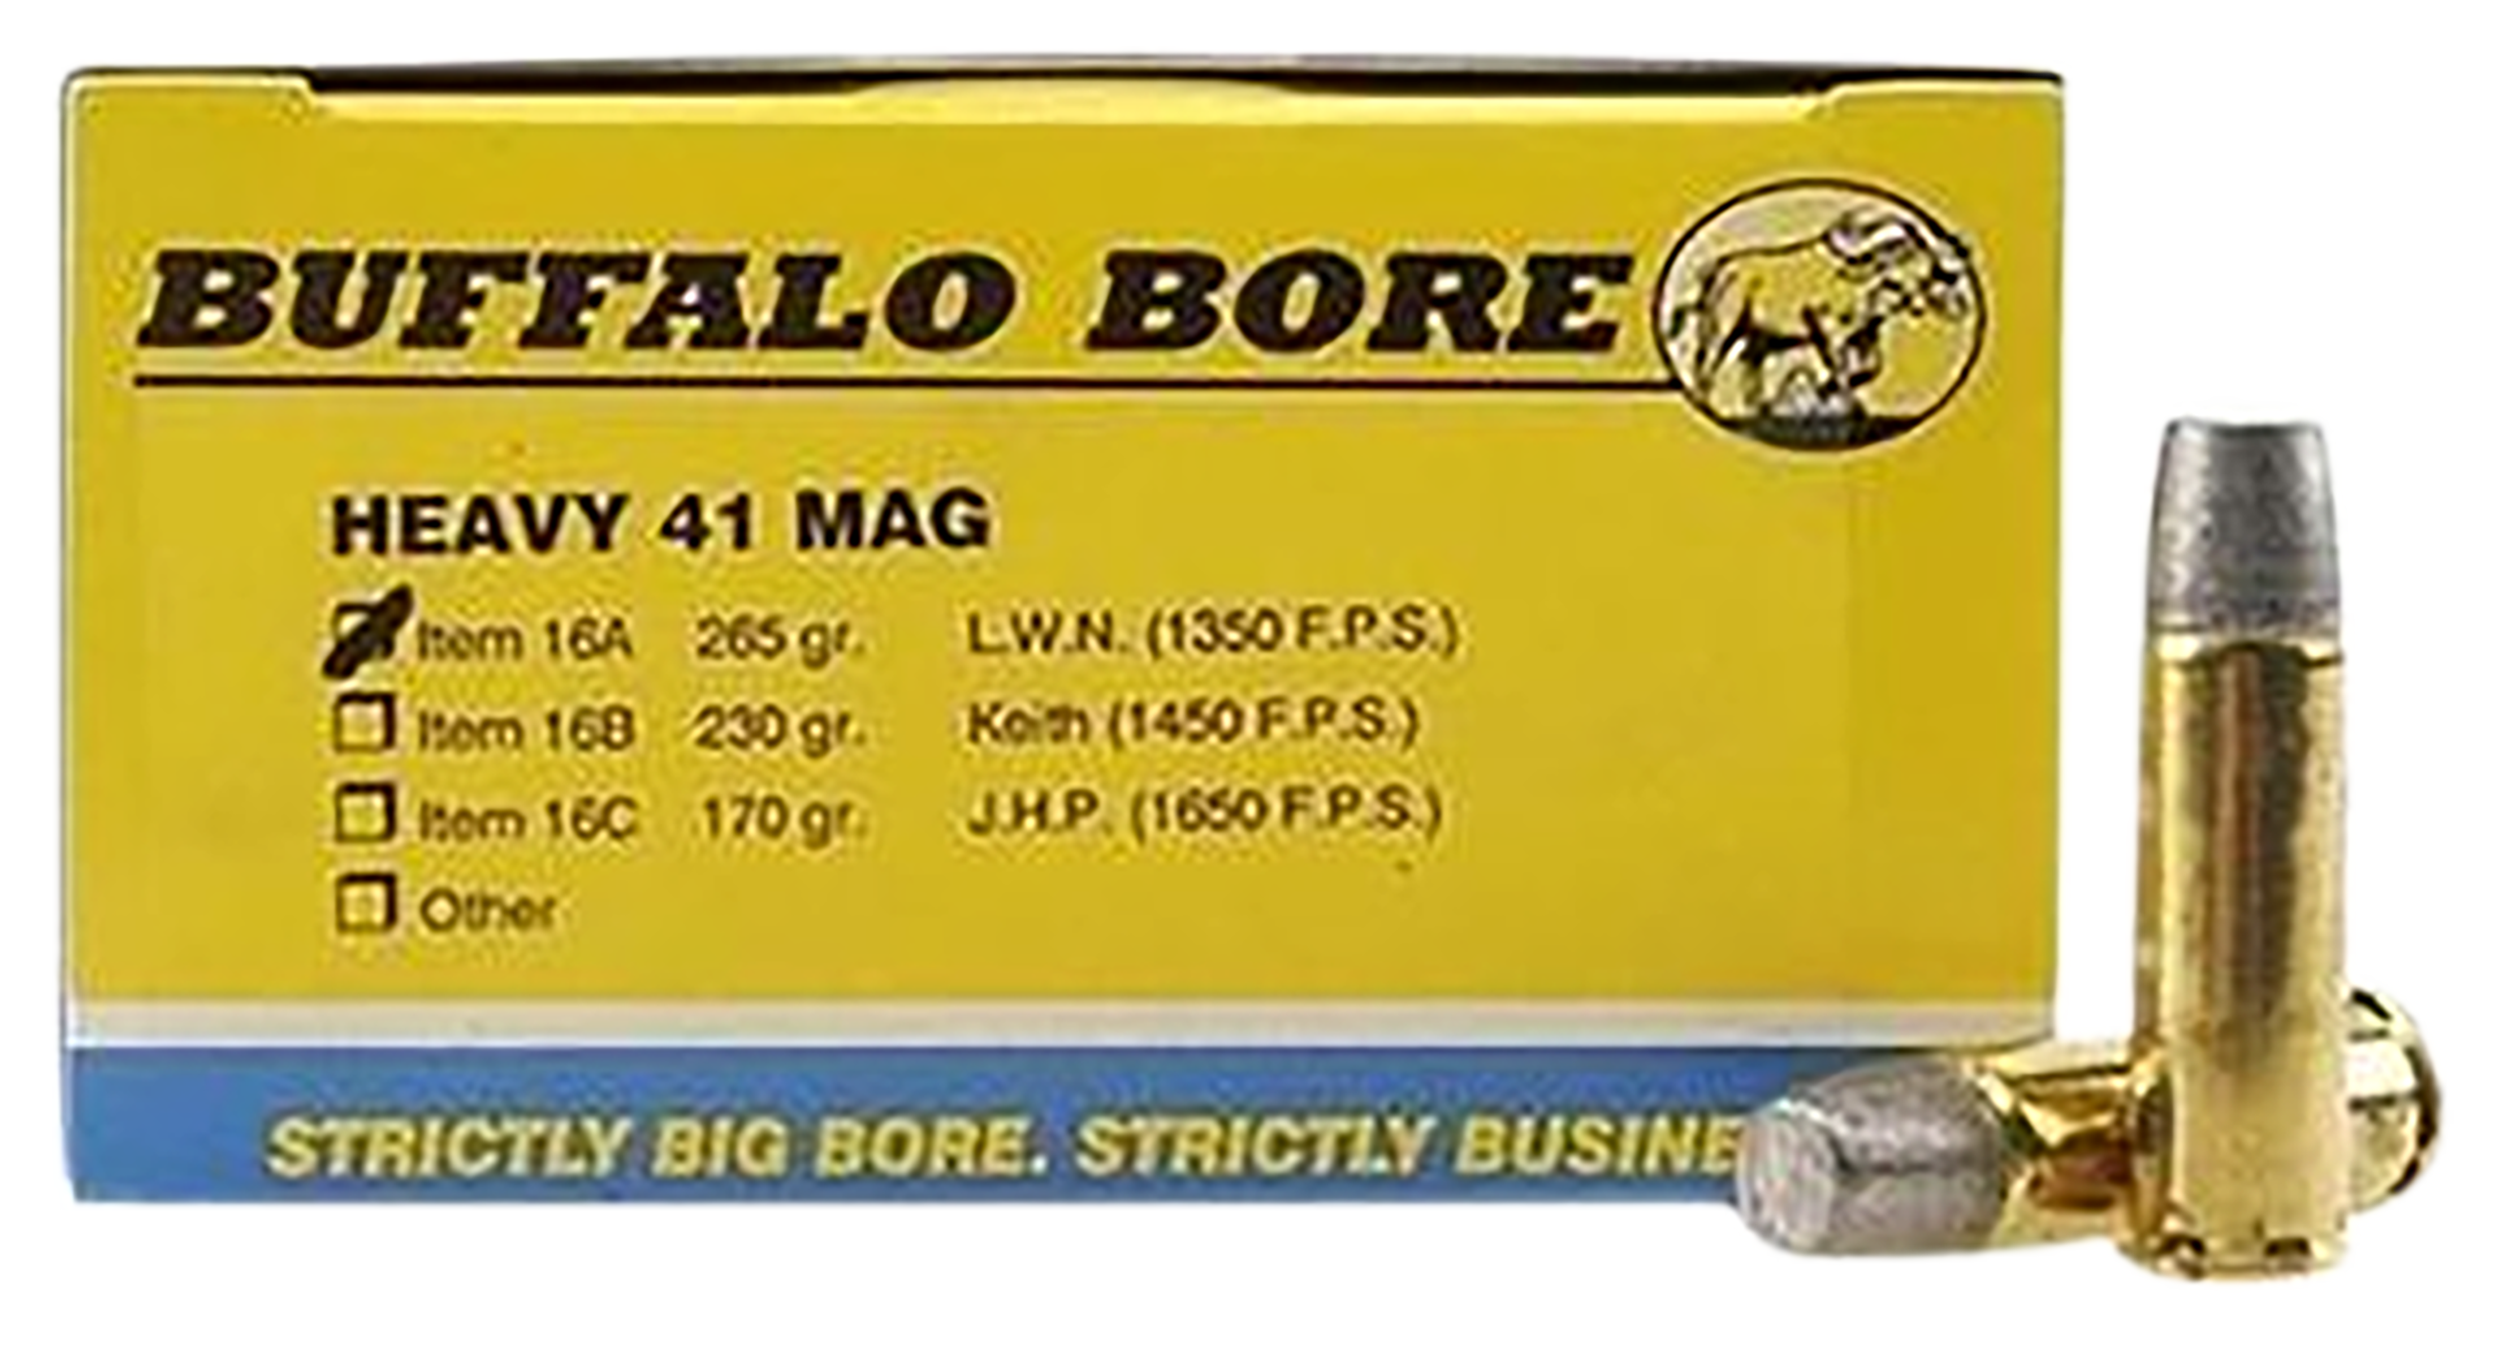 BUFFALO BORE
HEAVY 41 MAG
Item 16A 265 gr. L.W.N. (1350 F.P.S.)
Item 16B 230 gr. Keith (1450 F.P.S.)
Item 16C 170 gr. J.H.P. (1650 F.P.S.)
Other
STRICTLY BIG BORE. STRICTLY BUSINE